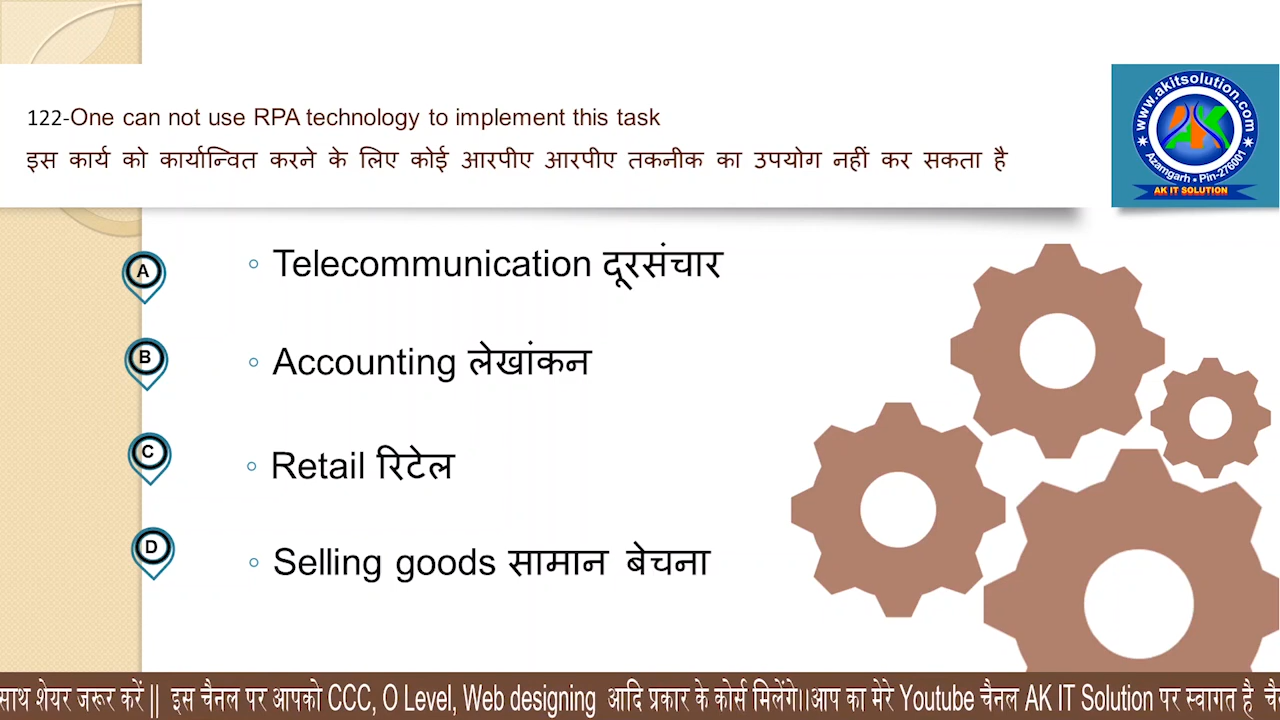 122-One can not use RPA technology to implement this task
इस कार्य को कार्यान्वित करने के लिए कोई आरपीए आरपीए तकनीक का उपयोग नहीं कर सकता है
www.akitsolution.com
AK
Azamgarh • Pin-276001
AK IT SOLUTION
A
Telecommunication दूरसंचार
B
Accounting लेखांकन
C
Retail रिटेल
D
Selling goods सामान बेचना
साथ शेयर जरूर करें || इस चैनल पर आपको CCC, O Level, Web designing आदि प्रकार के कोर्स मिलेंगे।।आप का मेरे Youtube चैनल AK IT Solution पर स्वागत है चै